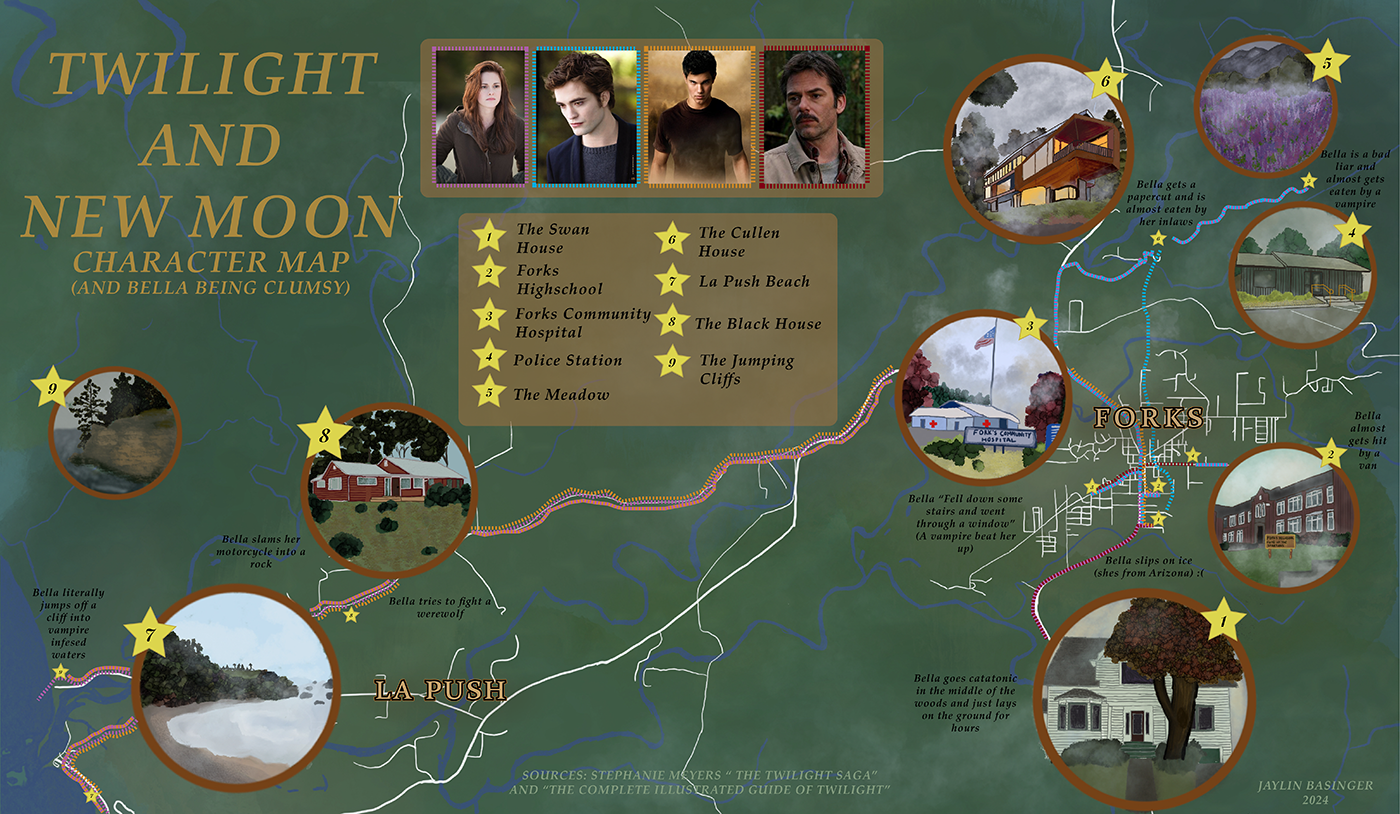 TWILIGHT
AND
NEW MOON
CHARACTER MAP
(AND BELLA BEING CLUMSY)
1
The Swan
House
2
Forks
Highschool
3
Forks Community
Hospital
4
Police Station
5
The Meadow
6
The Cullen
House
7
La Push Beach
8
The Black House
9
The Jumping
Cliffs
6
5
Bella is a bad
liar and
almost gets
eaten by a
vampire
Bella gets a
papercut and is
almost eaten by
her inlaws
4
3
FORK'S COMMUNITY
HOSPITAL
FORKS
Bella
almost
gets hit
by a
van
2
Bella “Fell down some
stairs and went
through a window”
(A vampire beat her
up)
Bella slips on ice
(shes from Arizona) :(
1
Bella goes catatonic
in the middle of the
woods and just lays
on the ground for
hours
9
8
Bella slams her
motorcycle into a
rock
Bella tries to fight a
werewolf
Bella literally
jumps off a
cliff into
vampire
infesed
waters
7
LA PUSH
SOURCES: STEPHANIE MEYERS “ THE TWILIGHT SAGA”
AND “THE COMPLETE ILLUSTRATED GUIDE OF TWILIGHT”
JAYLIN BASINGER
2024